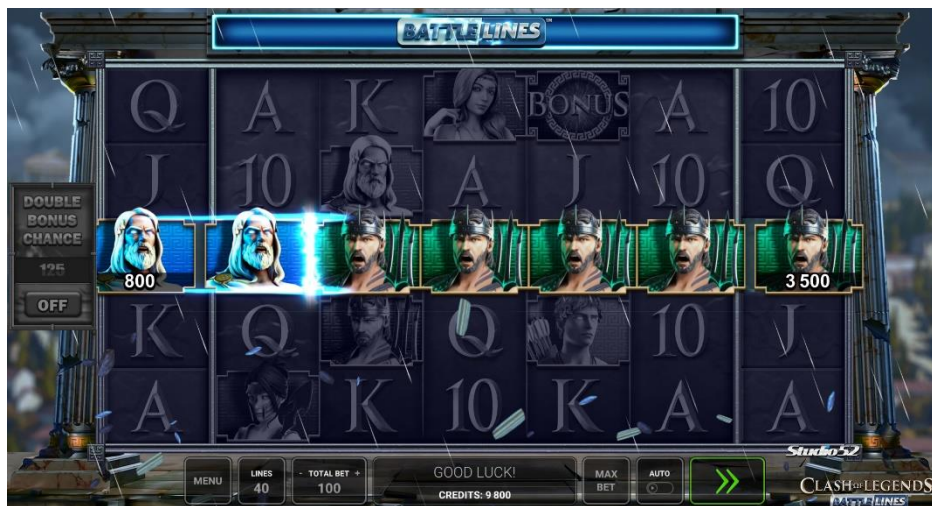 BATTLE LINES™
Q A K BONUS A 10
J 10 A J 10 Q
DOUBLE
BONUS
CHANCE
125
OFF
800
3 500
K Q Q 10 J
A K 10 K A A
MENU
LINES
40
- TOTAL BET +
100
GOOD LUCK!
CREDITS: 9 800
MAX
BET
AUTO
Studio52
CLASH OF LEGENDS
BATTLE LINES